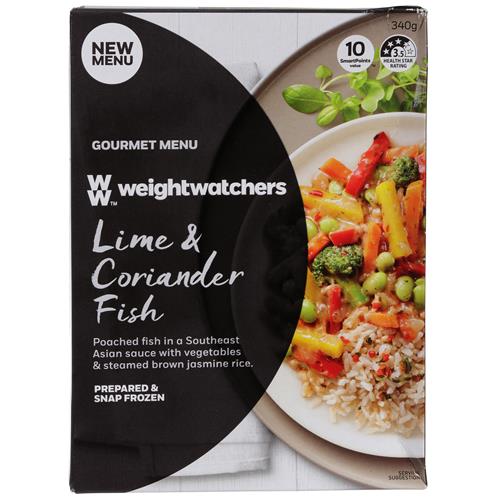 NEW
MENU
340g
10
SmartPoints
value
3.5
HEALTH STAR
RATING
GOURMET MENU
WW™ weightwatchers
Lime &
Coriander
Fish
Poached fish in a Southeast
Asian sauce with vegetables
& steamed brown jasmine rice.
PREPARED &
SNAP FROZEN
SERVING
SUGGESTION